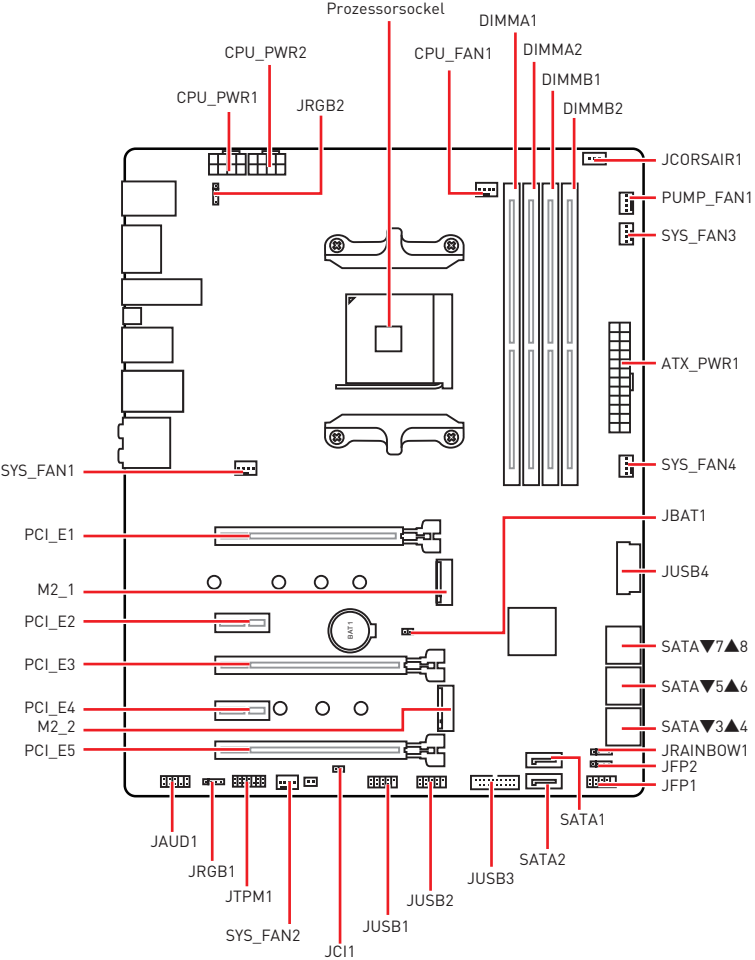 Prozessorsockel
DIMMA1
CPU_PWR2
CPU_FAN1
DIMMA2
DIMMB1
CPU_PWR1
JRGB2
DIMMB2
JCORSAIR1
PUMP_FAN1
SYS_FAN3
ATX_PWR1
SYS_FAN1
SYS_FAN4
JBAT1
PCI_E1
JUSB4
M2_1
PCI_E2
BAT1
SATA▼7▲8
PCI_E3
SATA▼5▲6
PCI_E4
M2_2
SATA▼3▲4
PCI_E5
JRAINBOW1
JFP2
JFP1
SATA1
JAUD1
SATA2
JRGB1
JUSB3
JTPM1
JUSB2
SYS_FAN2
JUSB1
JCI1